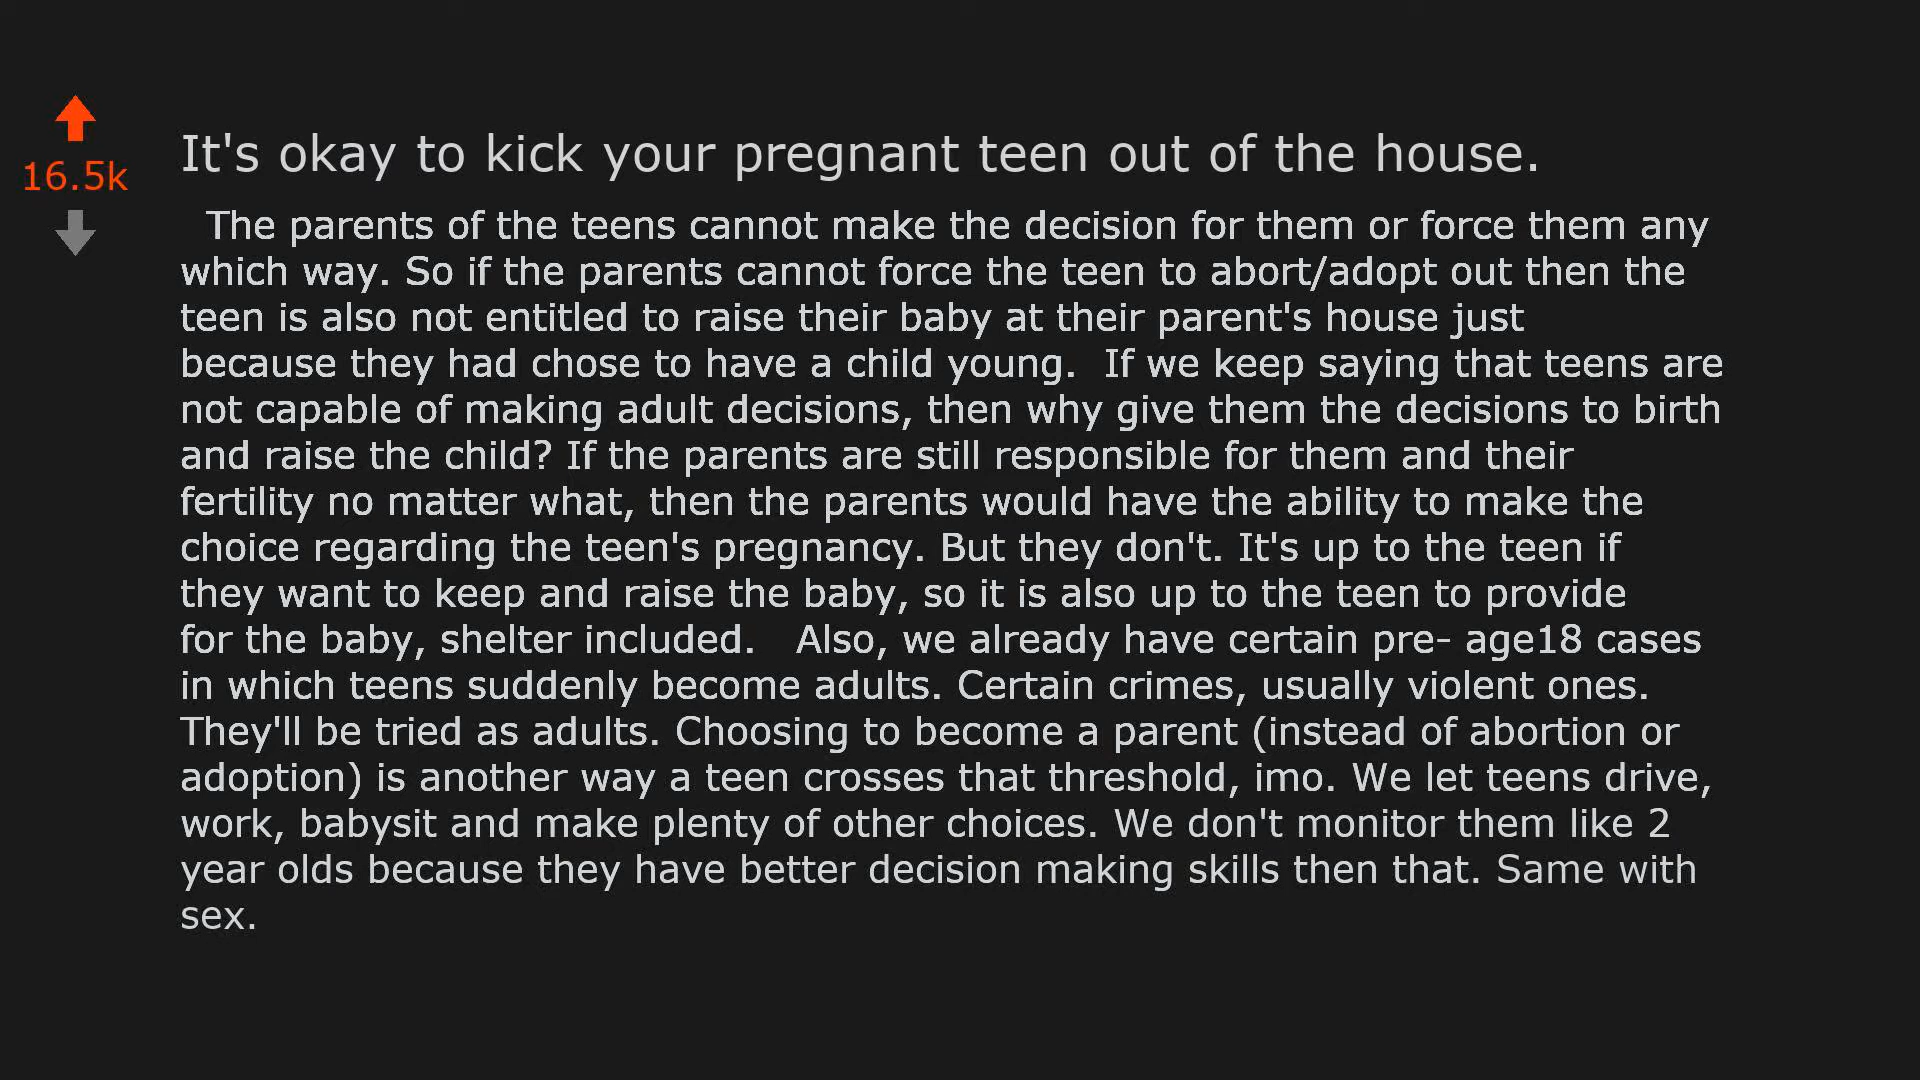 16.5k
It's okay to kick your pregnant teen out of the house.
The parents of the teens cannot make the decision for them or force them any
which way. So if the parents cannot force the teen to abort/adopt out then the
teen is also not entitled to raise their baby at their parent's house just
because they had chose to have a child young.  If we keep saying that teens are
not capable of making adult decisions, then why give them the decisions to birth
and raise the child? If the parents are still responsible for them and their
fertility no matter what, then the parents would have the ability to make the
choice regarding the teen's pregnancy. But they don't. It's up to the teen if
they want to keep and raise the baby, so it is also up to the teen to provide
for the baby, shelter included.   Also, we already have certain pre- age18 cases
in which teens suddenly become adults. Certain crimes, usually violent ones.
They'll be tried as adults. Choosing to become a parent (instead of abortion or
adoption) is another way a teen crosses that threshold, imo. We let teens drive,
work, babysit and make plenty of other choices. We don't monitor them like 2
year olds because they have better decision making skills then that. Same with
sex.